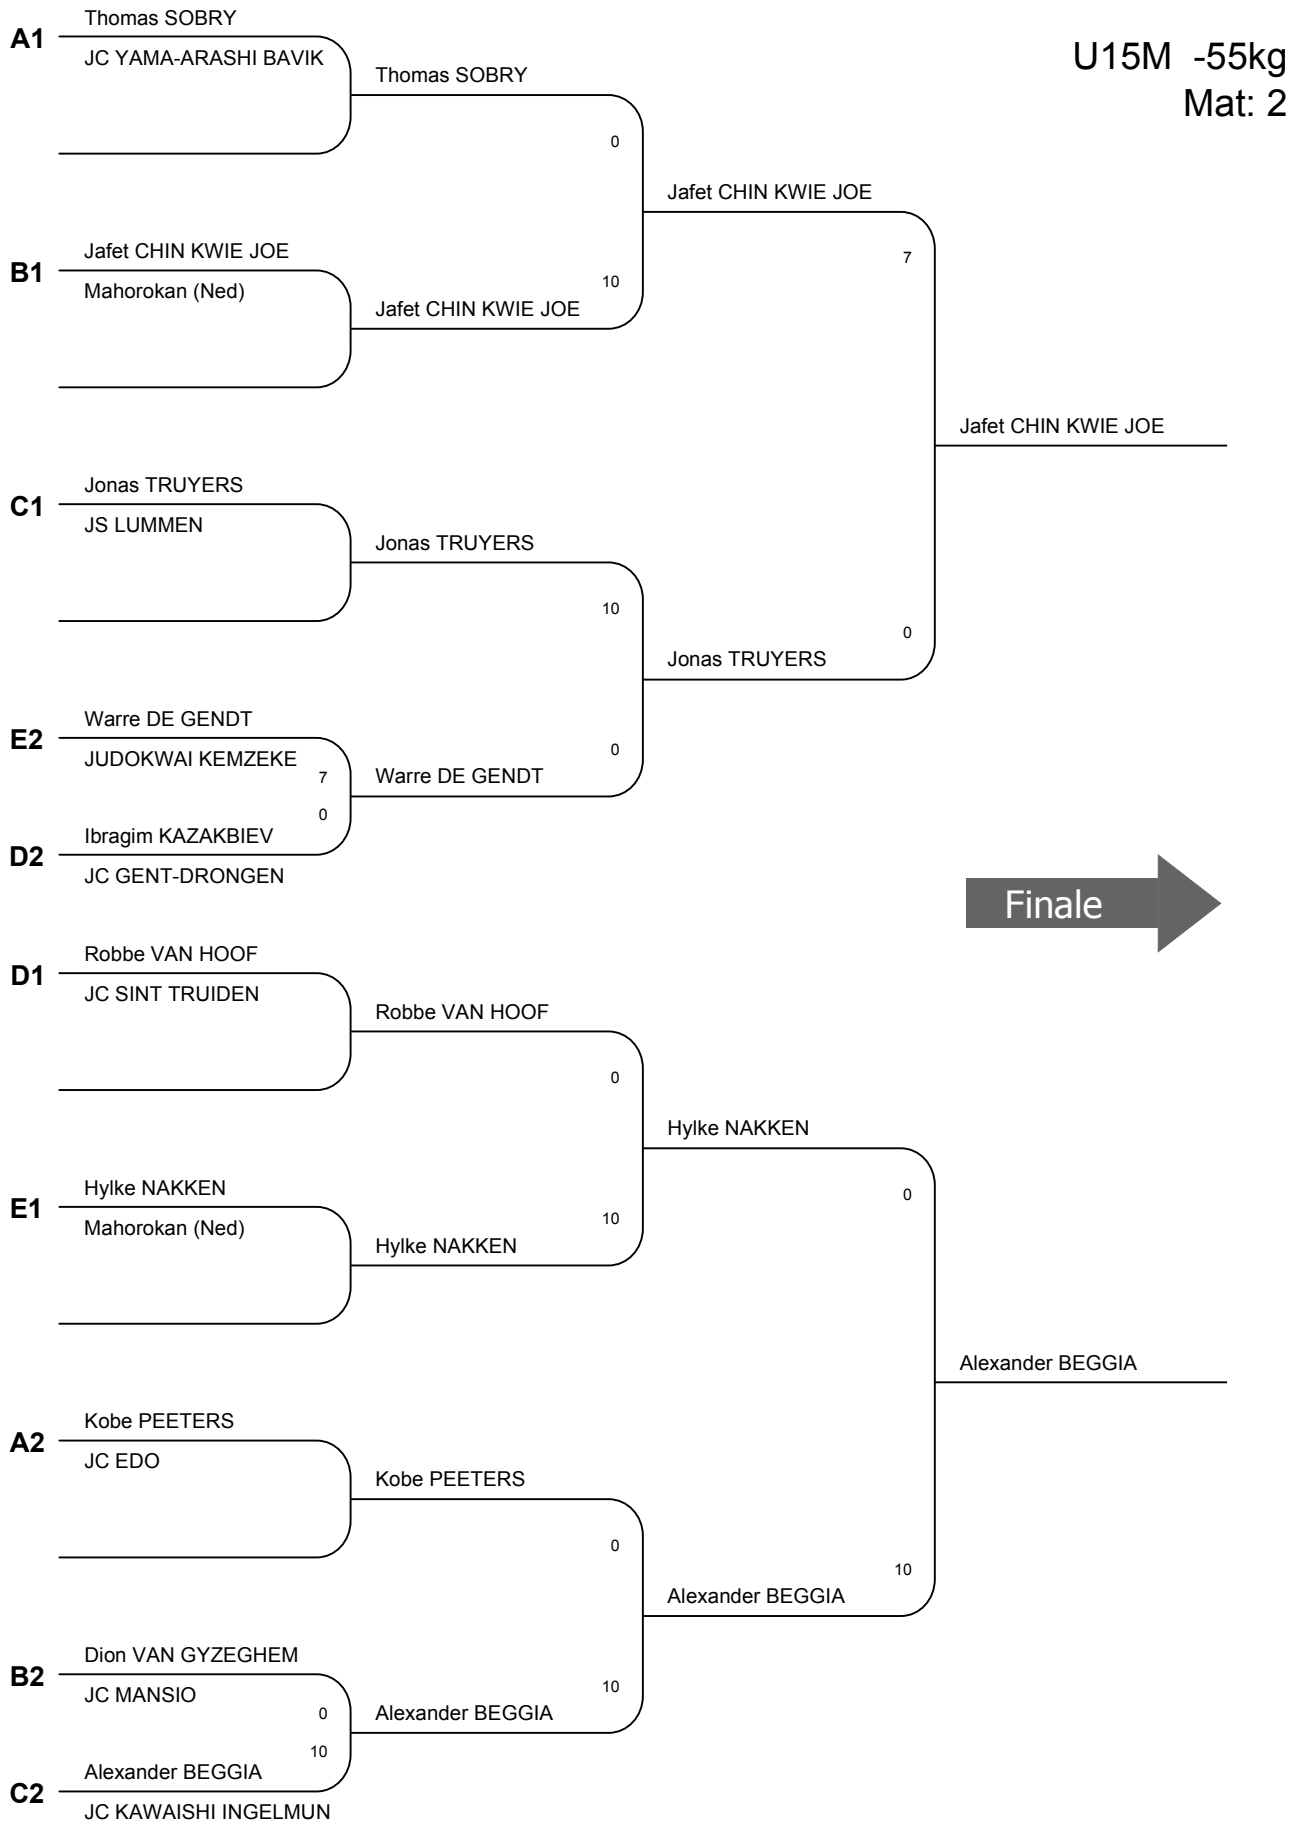 U15M -55kg
Mat: 2
A1
Thomas SOBRY
JC YAMA-ARASHI BAVIK
Thomas SOBRY
0
Jafet CHIN KWIE JOE
7
B1
Jafet CHIN KWIE JOE
Mahorokan (Ned)
10
Jafet CHIN KWIE JOE
Jafet CHIN KWIE JOE
C1
Jonas TRUYERS
JS LUMMEN
Jonas TRUYERS
10
0
Jonas TRUYERS
E2
Warre DE GENDT
JUDOKWAI KEMZEKE
7
0
Warre DE GENDT
0
D2
Ibragim KAZAKBIEV
JC GENT-DRONGEN
Finale
D1
Robbe VAN HOOF
JC SINT TRUIDEN
Robbe VAN HOOF
0
Hylke NAKKEN
0
E1
Hylke NAKKEN
Mahorokan (Ned)
10
Hylke NAKKEN
Alexander BEGGIA
A2
Kobe PEETERS
JC EDO
Kobe PEETERS
0
10
Alexander BEGGIA
B2
Dion VAN GYZEGHEM
JC MANSIO
0
10
10
Alexander BEGGIA
C2
Alexander BEGGIA
JC KAWAISHI INGELMUN